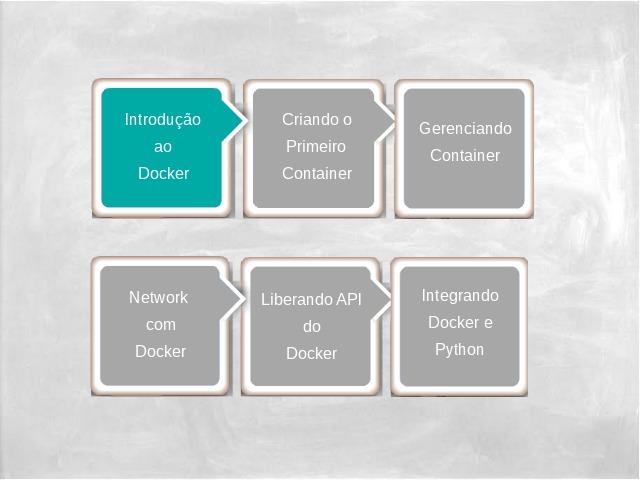 Introdução
ao
Docker
Criando o
Primeiro
Container
Gerenciando
Container
Network
com
Docker
Liberando API
do
Docker
Integrando
Docker e
Python